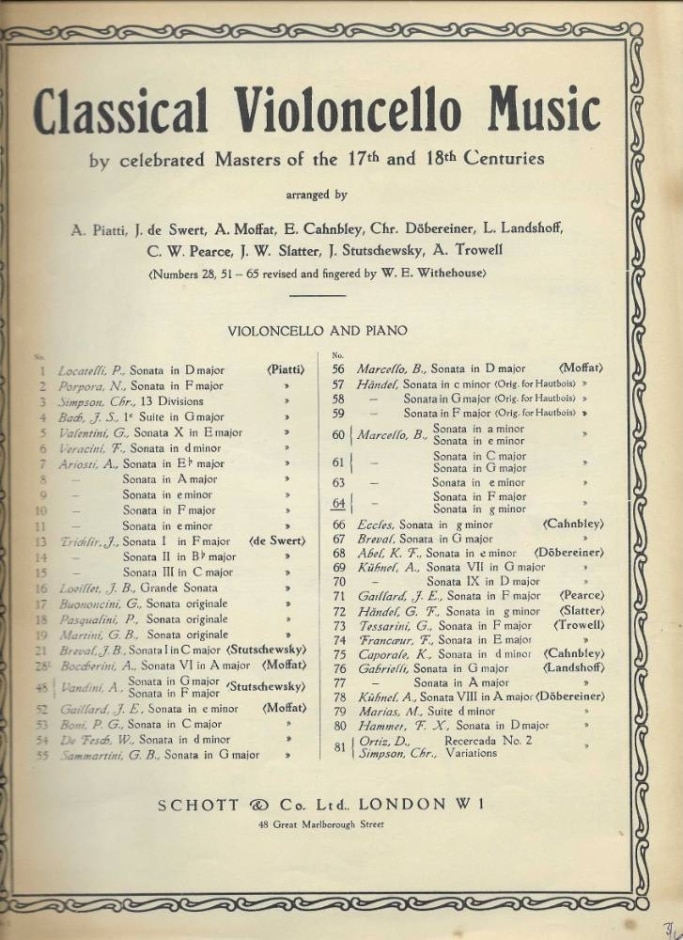 Classical Violoncello Music
by celebrated Masters of the 17th and 18th Centuries
arranged by
A. Piatti, J. de Swert, A. Moffat, E. Cahnbley, Chr. Döbereiner, L. Landshoff,
C. W. Pearce, J. W. Slatter, J. Stutschewsky, A. Trowell
(Numbers 28, 51 – 65 revised and fingered by W. E. Withehouse)
VIOLONCELLO AND PIANO
No.
1 Locatelli, P., Sonata in D major (Piatti)
2 Porpora, N., Sonata in F major "
3 Simpson, Chr., 13 Divisions "
4 Bach, J. S., 1e Suite in G major "
5 Valentini, G., Sonata X in E major "
6 Veracini, F., Sonata in d minor "
7 Ariosti, A., Sonata in E♭ major "
8 – Sonata in A major "
9 – Sonata in e minor "
10 – Sonata in F major "
11 – Sonata in e minor "
13 Tricklir, J., Sonata I in F major (de Swert)
14 – Sonata II in B♭ major "
15 – Sonata III in C major "
16 Loeillet, J. B., Grande Sonata "
17 Buononcini, G., Sonata originale "
18 Pasqualini, P., Sonata originale "
19 Martini, G. B., Sonata originale "
21 Breval, J. B., Sonata I in C major (Stutschewsky)
28 Boccherini, A., Sonata VI in A major (Moffat)
48 Vandini, A., Sonata in G major (Stutschewsky)
Sonata in F major
52 Gaillard, J. E., Sonata in e minor (Moffat)
53 Boni, P. G., Sonata in C major "
54 De Fesch, W., Sonata in d minor "
55 Sammartini, G. B., Sonata in G major "
No.
56 Marcello, B., Sonata in D major (Moffat)
57 Händel, Sonata in c minor (Orig. for Hautbois) "
58 – Sonata in G major (Orig. for Hautbois) "
59 – Sonata in F major (Orig. for Hautbois) "
60 Marcello, B., Sonata in a minor "
Sonata in e minor
61 – Sonata in C major "
Sonata in G major
63 – Sonata in e minor "
64 – Sonata in F major "
Sonata in g minor
66 Eccles, Sonata in g minor (Cahnbley)
67 Breval, Sonata in G major "
68 Abel, K. F., Sonata in e minor (Döbereiner)
69 Kühnel, A., Sonata VII in G major "
70 – Sonata IX in D major "
71 Gaillard, J. E., Sonata in F major (Pearce)
72 Händel, G. F., Sonata in g minor (Slatter)
73 Tessarini, G., Sonata in F major (Trowell)
74 Francœur, F., Sonata in E major "
75 Caporale, K., Sonata in d minor (Cahnbley)
76 Gabrielli, Sonata in G major (Landshoff)
77 – Sonata in A major "
78 Kühnel, A., Sonata VIII in A major (Döbereiner)
79 Marias, M., Suite d minor "
80 Hammer, F. X., Sonata in D major "
81 Ortiz, D., Recercada No. 2 "
Simpson, Chr., Variations
SCHOTT & Co. Ltd., LONDON W 1
48 Great Marlborough Street